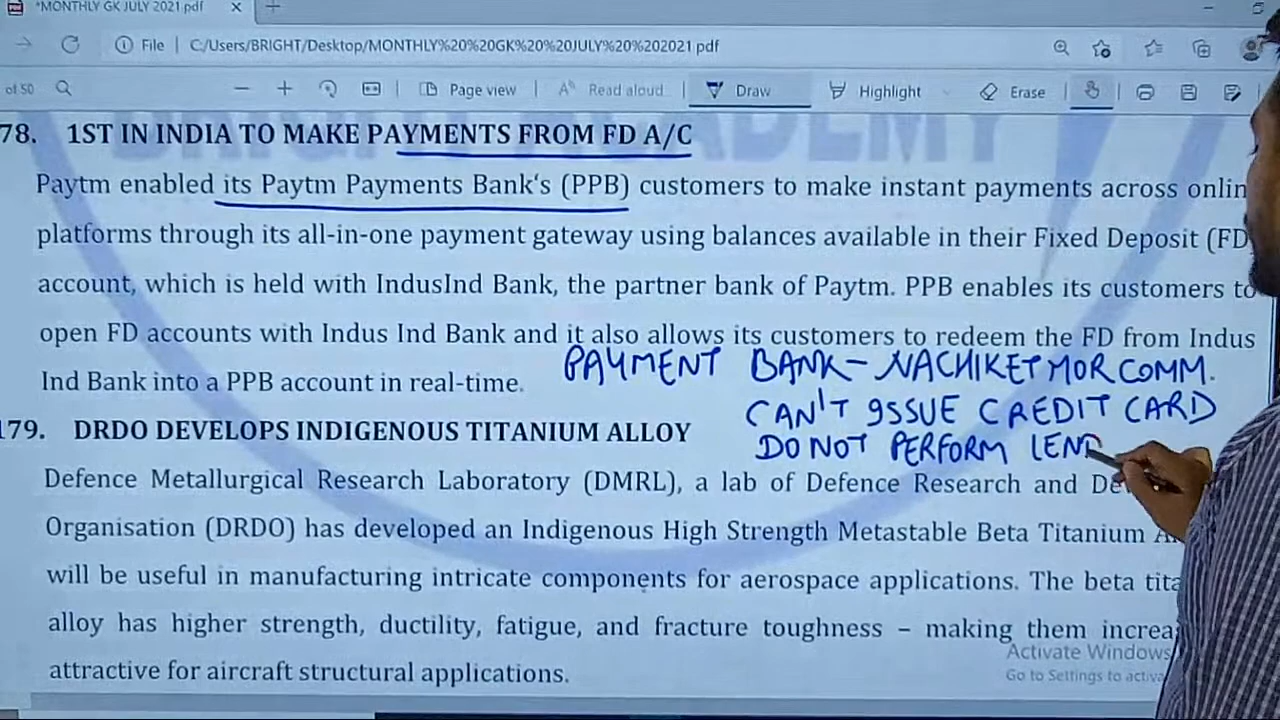 *MONTHLY GK JULY 2021.pdf
File | C:/Users/BRIGHT/Desktop/MONTHLY%20%20GK%20%20JULY%20%202021.pdf
of 50 Page view Read aloud Draw Highlight Erase
78. 1ST IN INDIA TO MAKE PAYMENTS FROM FD A/C
Paytm enabled its Paytm Payments Bank's (PPB) customers to make instant payments across onlin
platforms through its all-in-one payment gateway using balances available in their Fixed Deposit (FD
account, which is held with IndusInd Bank, the partner bank of Paytm. PPB enables its customers to
open FD accounts with Indus Ind Bank and it also allows its customers to redeem the FD from Indus
Ind Bank into a PPB account in real-time. PAYMENT BANK - NACHIKET MOR COMM.
CAN'T ISSUE CREDIT CARD
179. DRDO DEVELOPS INDIGENOUS TITANIUM ALLOY
DO NOT PERFORM LEND
Defence Metallurgical Research Laboratory (DMRL), a lab of Defence Research and De
Organisation (DRDO) has developed an Indigenous High Strength Metastable Beta Titanium A
will be useful in manufacturing intricate components for aerospace applications. The beta tita
alloy has higher strength, ductility, fatigue, and fracture toughness – making them increa
attractive for aircraft structural applications.
Activate Windows
Go to Settings to activa